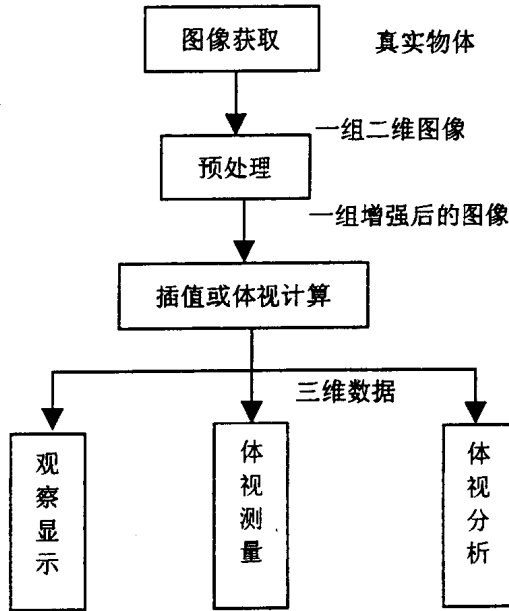 图像获取
真实物体
一组二维图像
预处理
一组增强后的图像
插值或体视计算
三维数据
观察显示
体视测量
体视分析